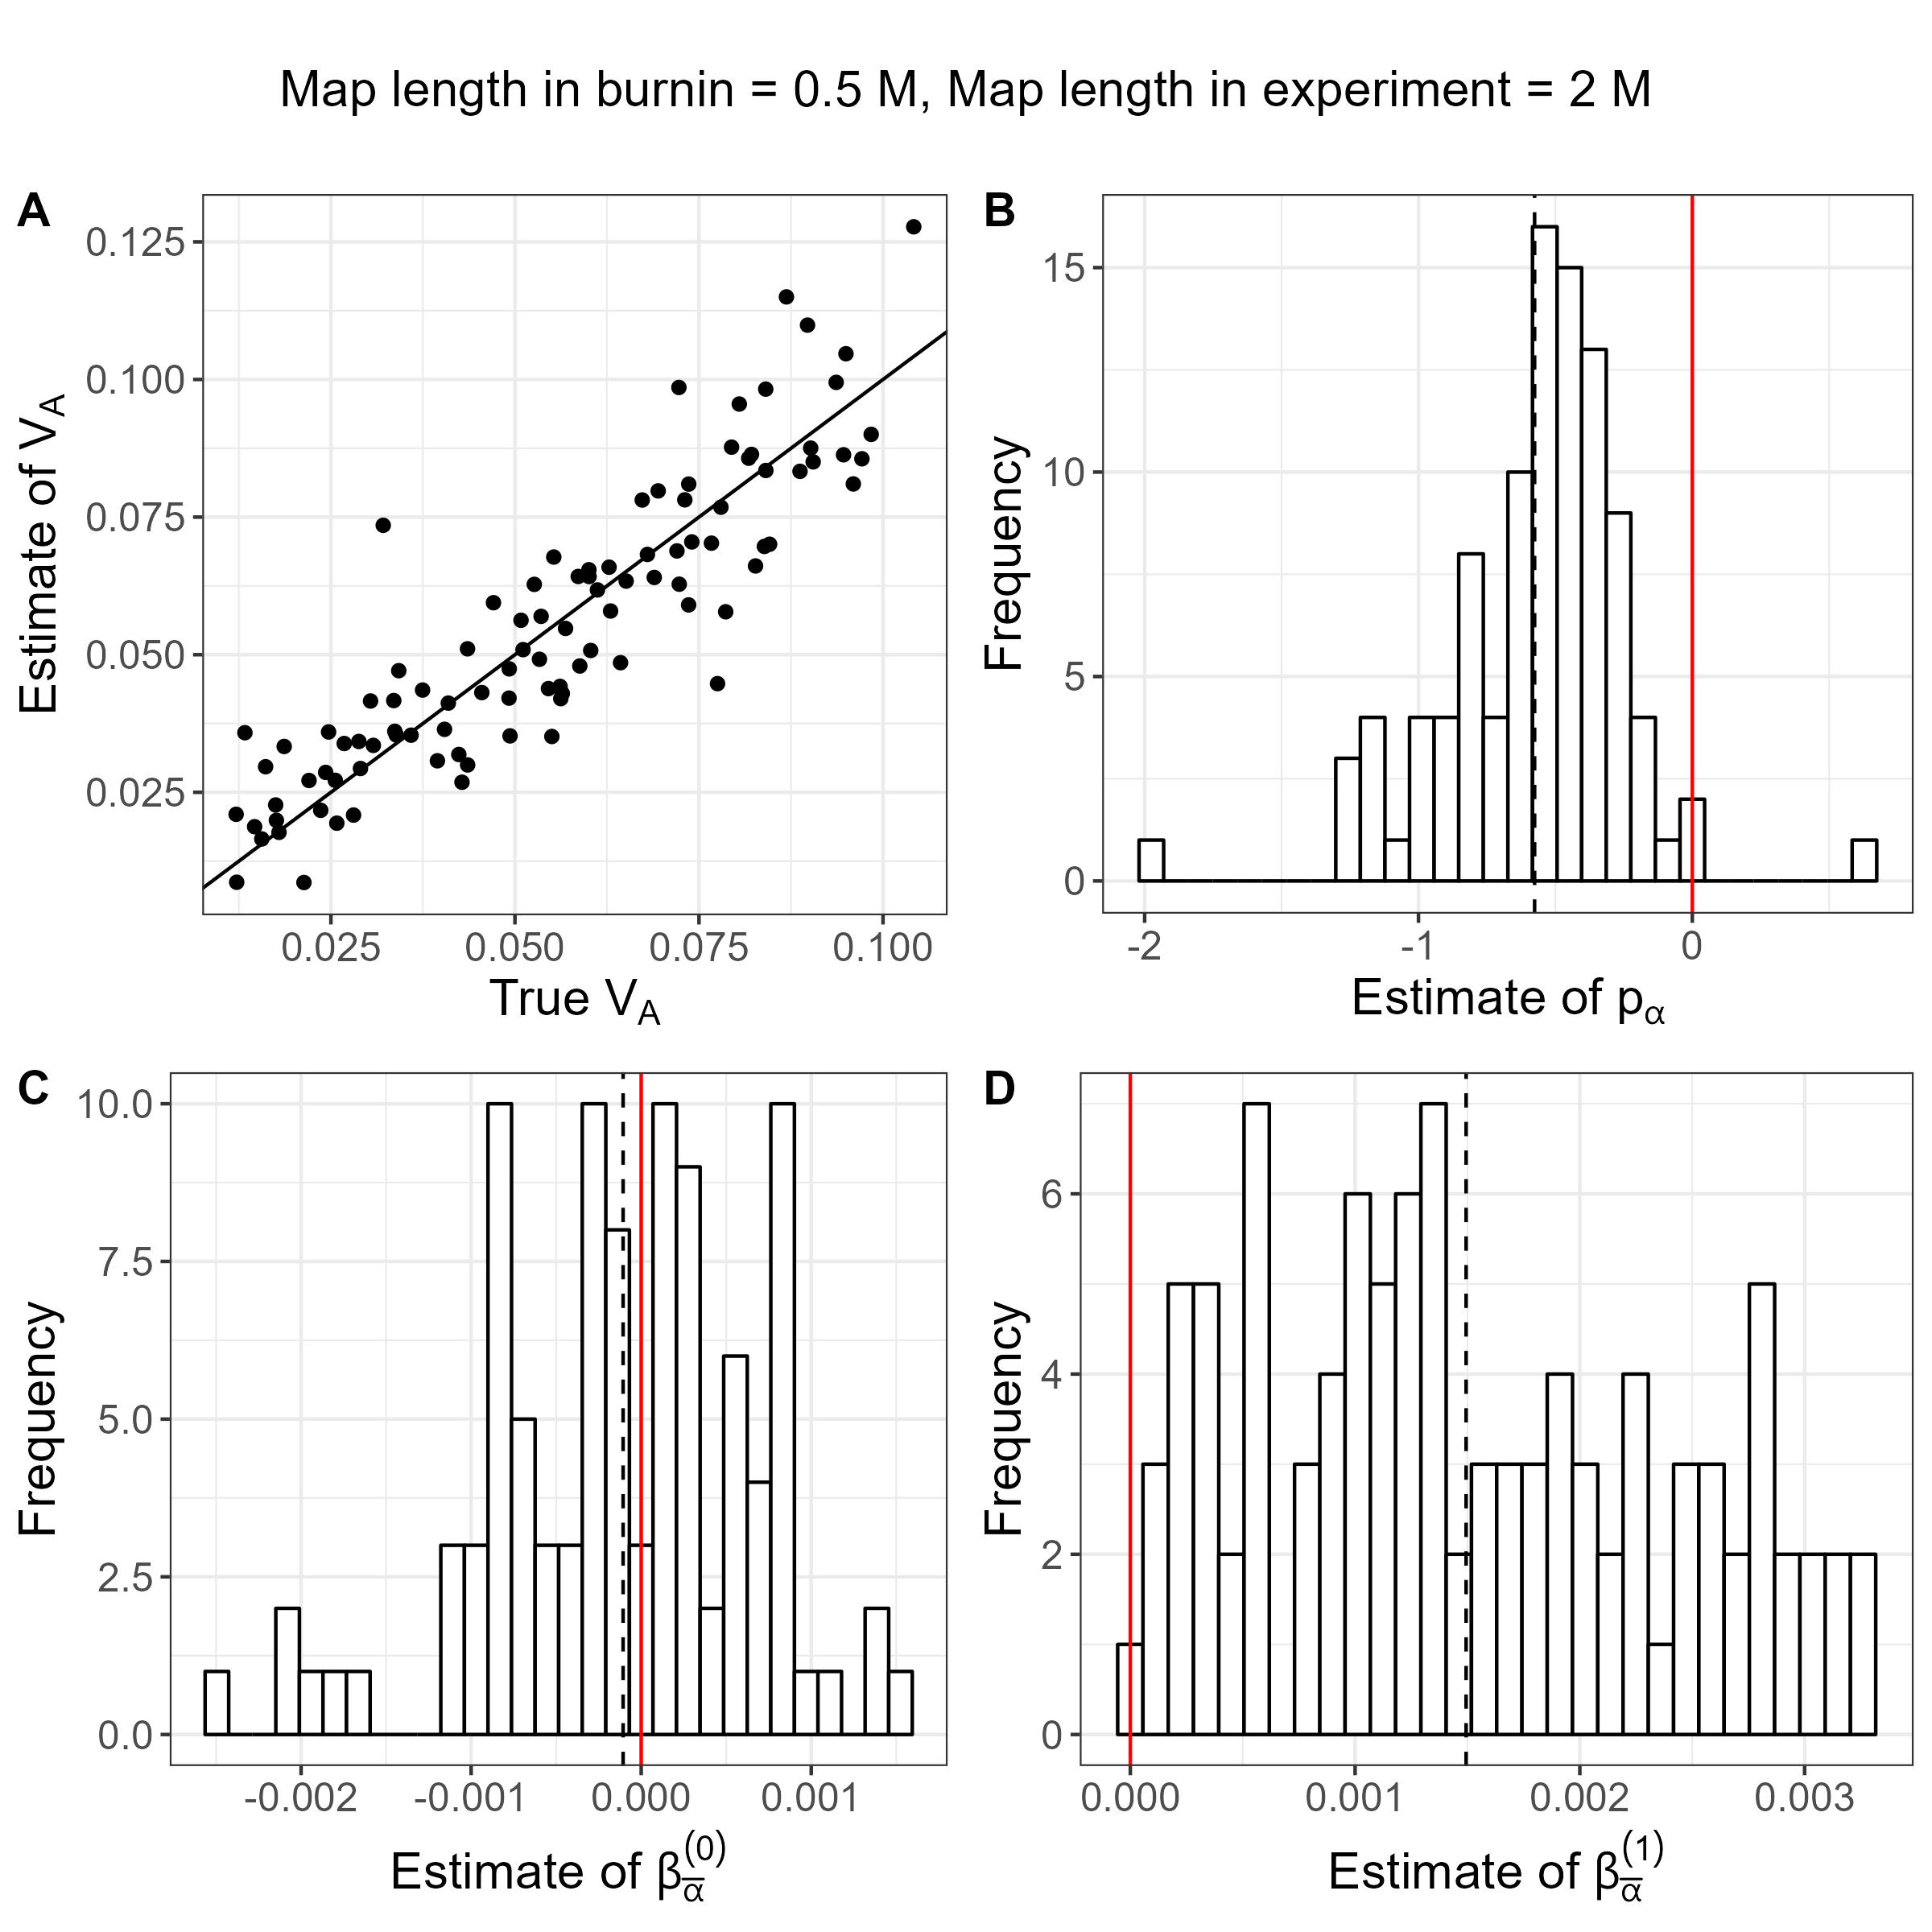 Map length in burnin = 0.5 M, Map length in experiment = 2 M
A
0.125
0.100
0.075
0.050
0.025
Estimate of V_A
0.025 0.050 0.075 0.100
True V_A
B
15
10
5
0
Frequency
-2 -1 0
Estimate of p_α
C
10.0
7.5
5.0
2.5
0.0
Frequency
-0.002 -0.001 0.000 0.001
Estimate of β_α̅^(0)
D
6
4
2
0
Frequency
0.000 0.001 0.002 0.003
Estimate of β_α̅^(1)